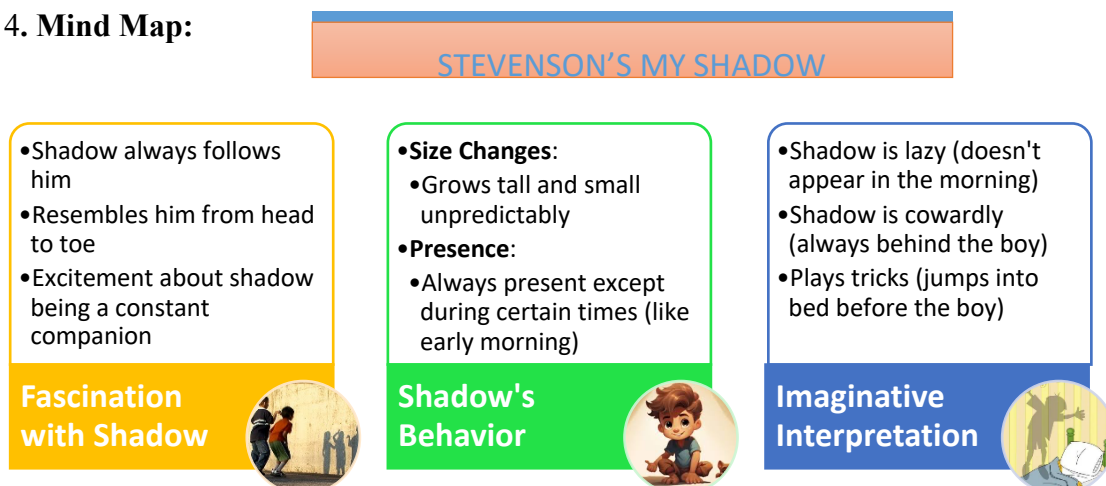 4. Mind Map:
STEVENSON’S MY SHADOW
•Shadow always follows
him
•Resembles him from head
to toe
•Excitement about shadow
being a constant
companion
Fascination
with Shadow
•Size Changes:
•Grows tall and small
unpredictably
•Presence:
•Always present except
during certain times (like
early morning)
Shadow's
Behavior
•Shadow is lazy (doesn't
appear in the morning)
•Shadow is cowardly
(always behind the boy)
•Plays tricks (jumps into
bed before the boy)
Imaginative
Interpretation